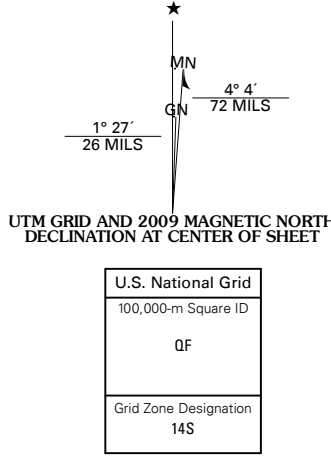 ★
MN
GN
4° 4´
72 MILS
1° 27´
26 MILS
UTM GRID AND 2009 MAGNETIC NORTH
DECLINATION AT CENTER OF SHEET
U.S. National Grid
100,000-m Square ID
QF
Grid Zone Designation
14S